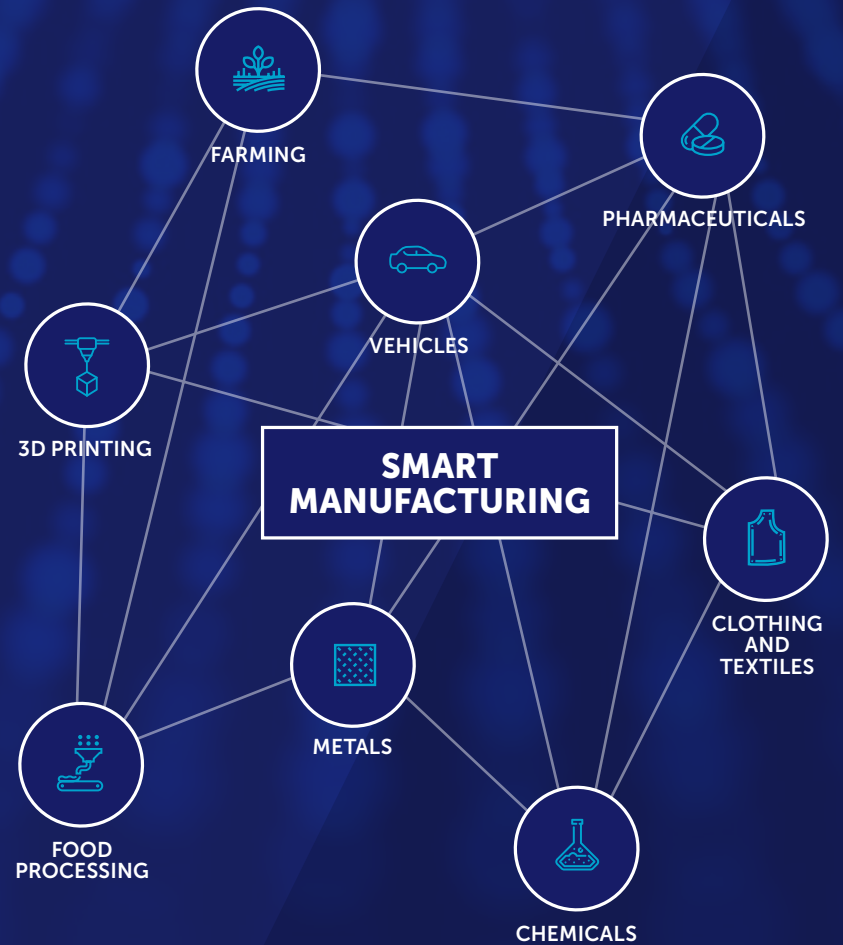 FARMING
PHARMACEUTICALS
VEHICLES
3D PRINTING
SMART
MANUFACTURING
CLOTHING
AND
TEXTILES
METALS
FOOD
PROCESSING
CHEMICALS